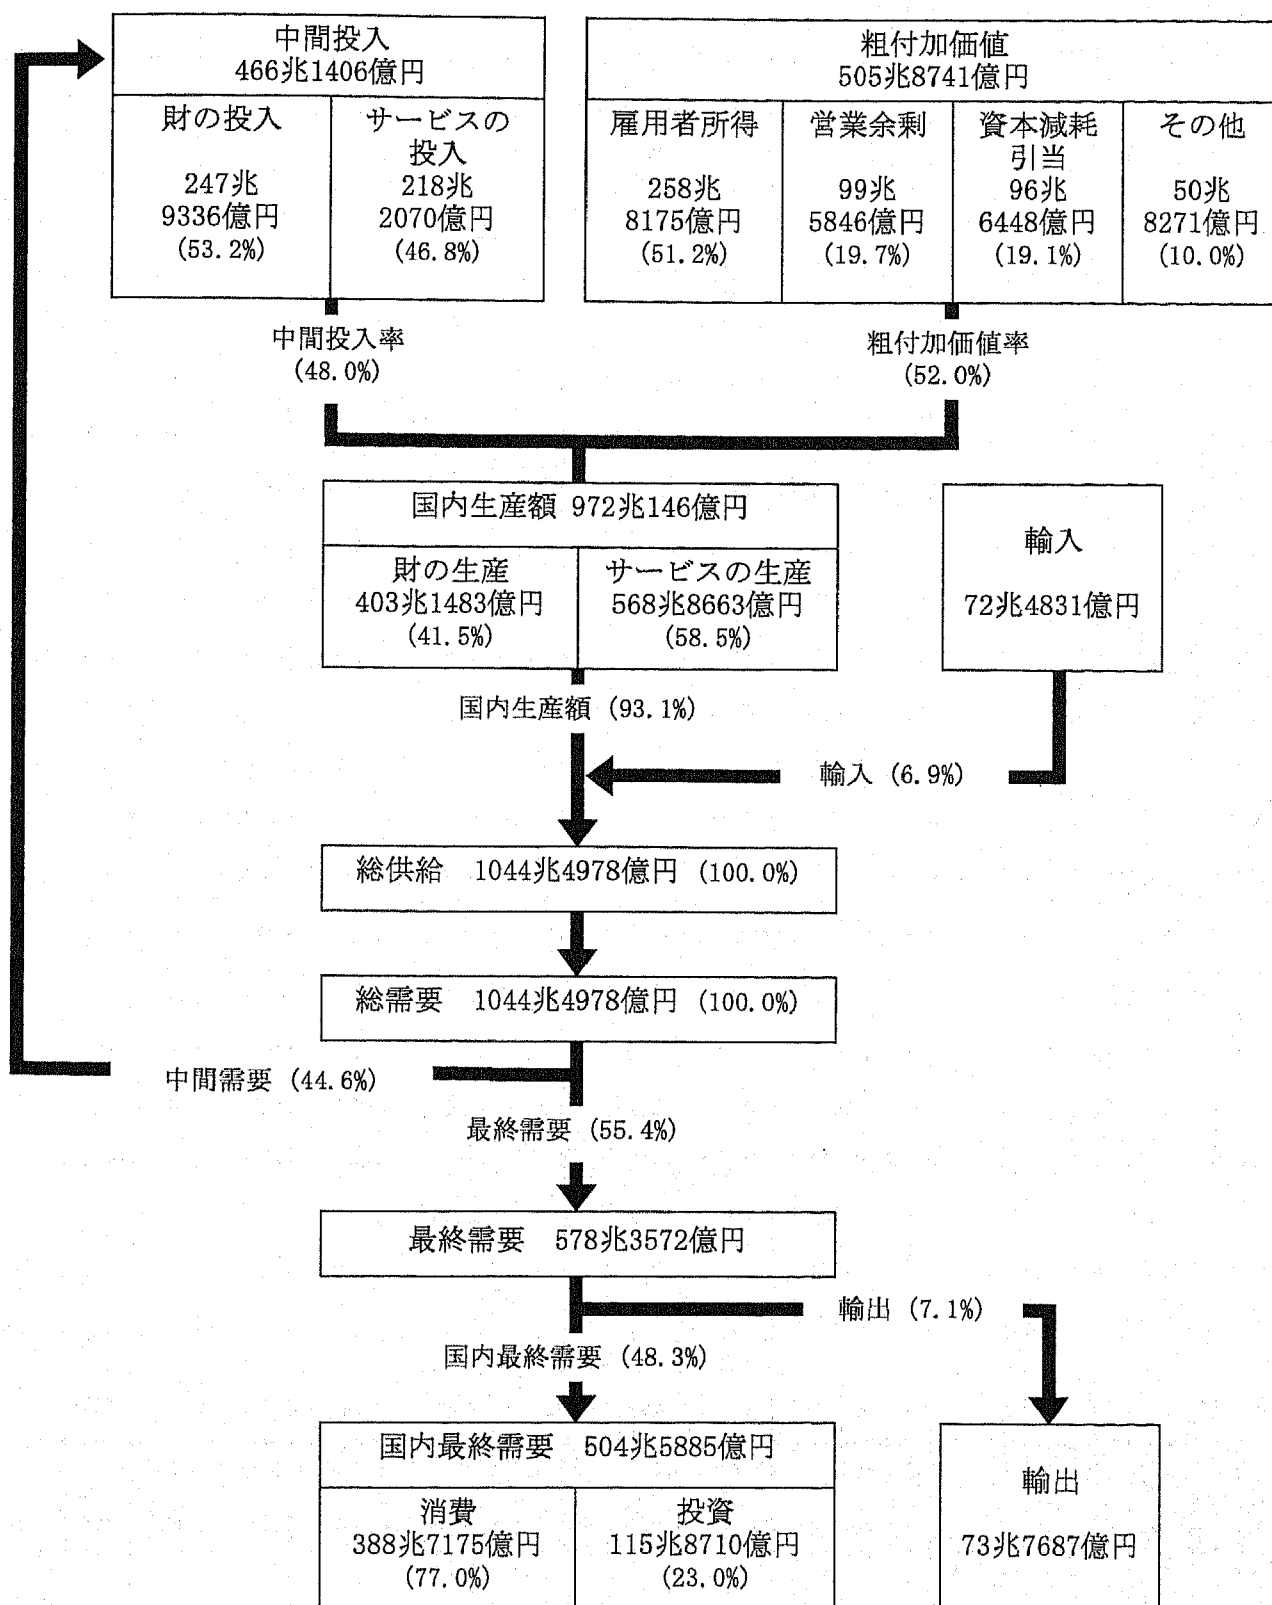 中間投入
466兆1406億円
財の投入
247兆
9336億円
(53.2%)
サービスの
投入
218兆
2070億円
(46.8%)
粗付加価値
505兆8741億円
雇用者所得
258兆
8175億円
(51.2%)
営業余剰
99兆
5846億円
(19.7%)
資本減耗
引当
96兆
6448億円
(19.1%)
その他
50兆
8271億円
(10.0%)
中間投入率
(48.0%)
粗付加価値率
(52.0%)
国内生産額 972兆146億円
財の生産
403兆1483億円
(41.5%)
サービスの生産
568兆8663億円
(58.5%)
輸入
72兆4831億円
国内生産額 (93.1%)
輸入 (6.9%)
総供給 1044兆4978億円 (100.0%)
総需要 1044兆4978億円 (100.0%)
中間需要 (44.6%)
最終需要 (55.4%)
最終需要 578兆3572億円
輸出 (7.1%)
国内最終需要 (48.3%)
国内最終需要 504兆5885億円
消費
388兆7175億円
(77.0%)
投資
115兆8710億円
(23.0%)
輸出
73兆7687億円